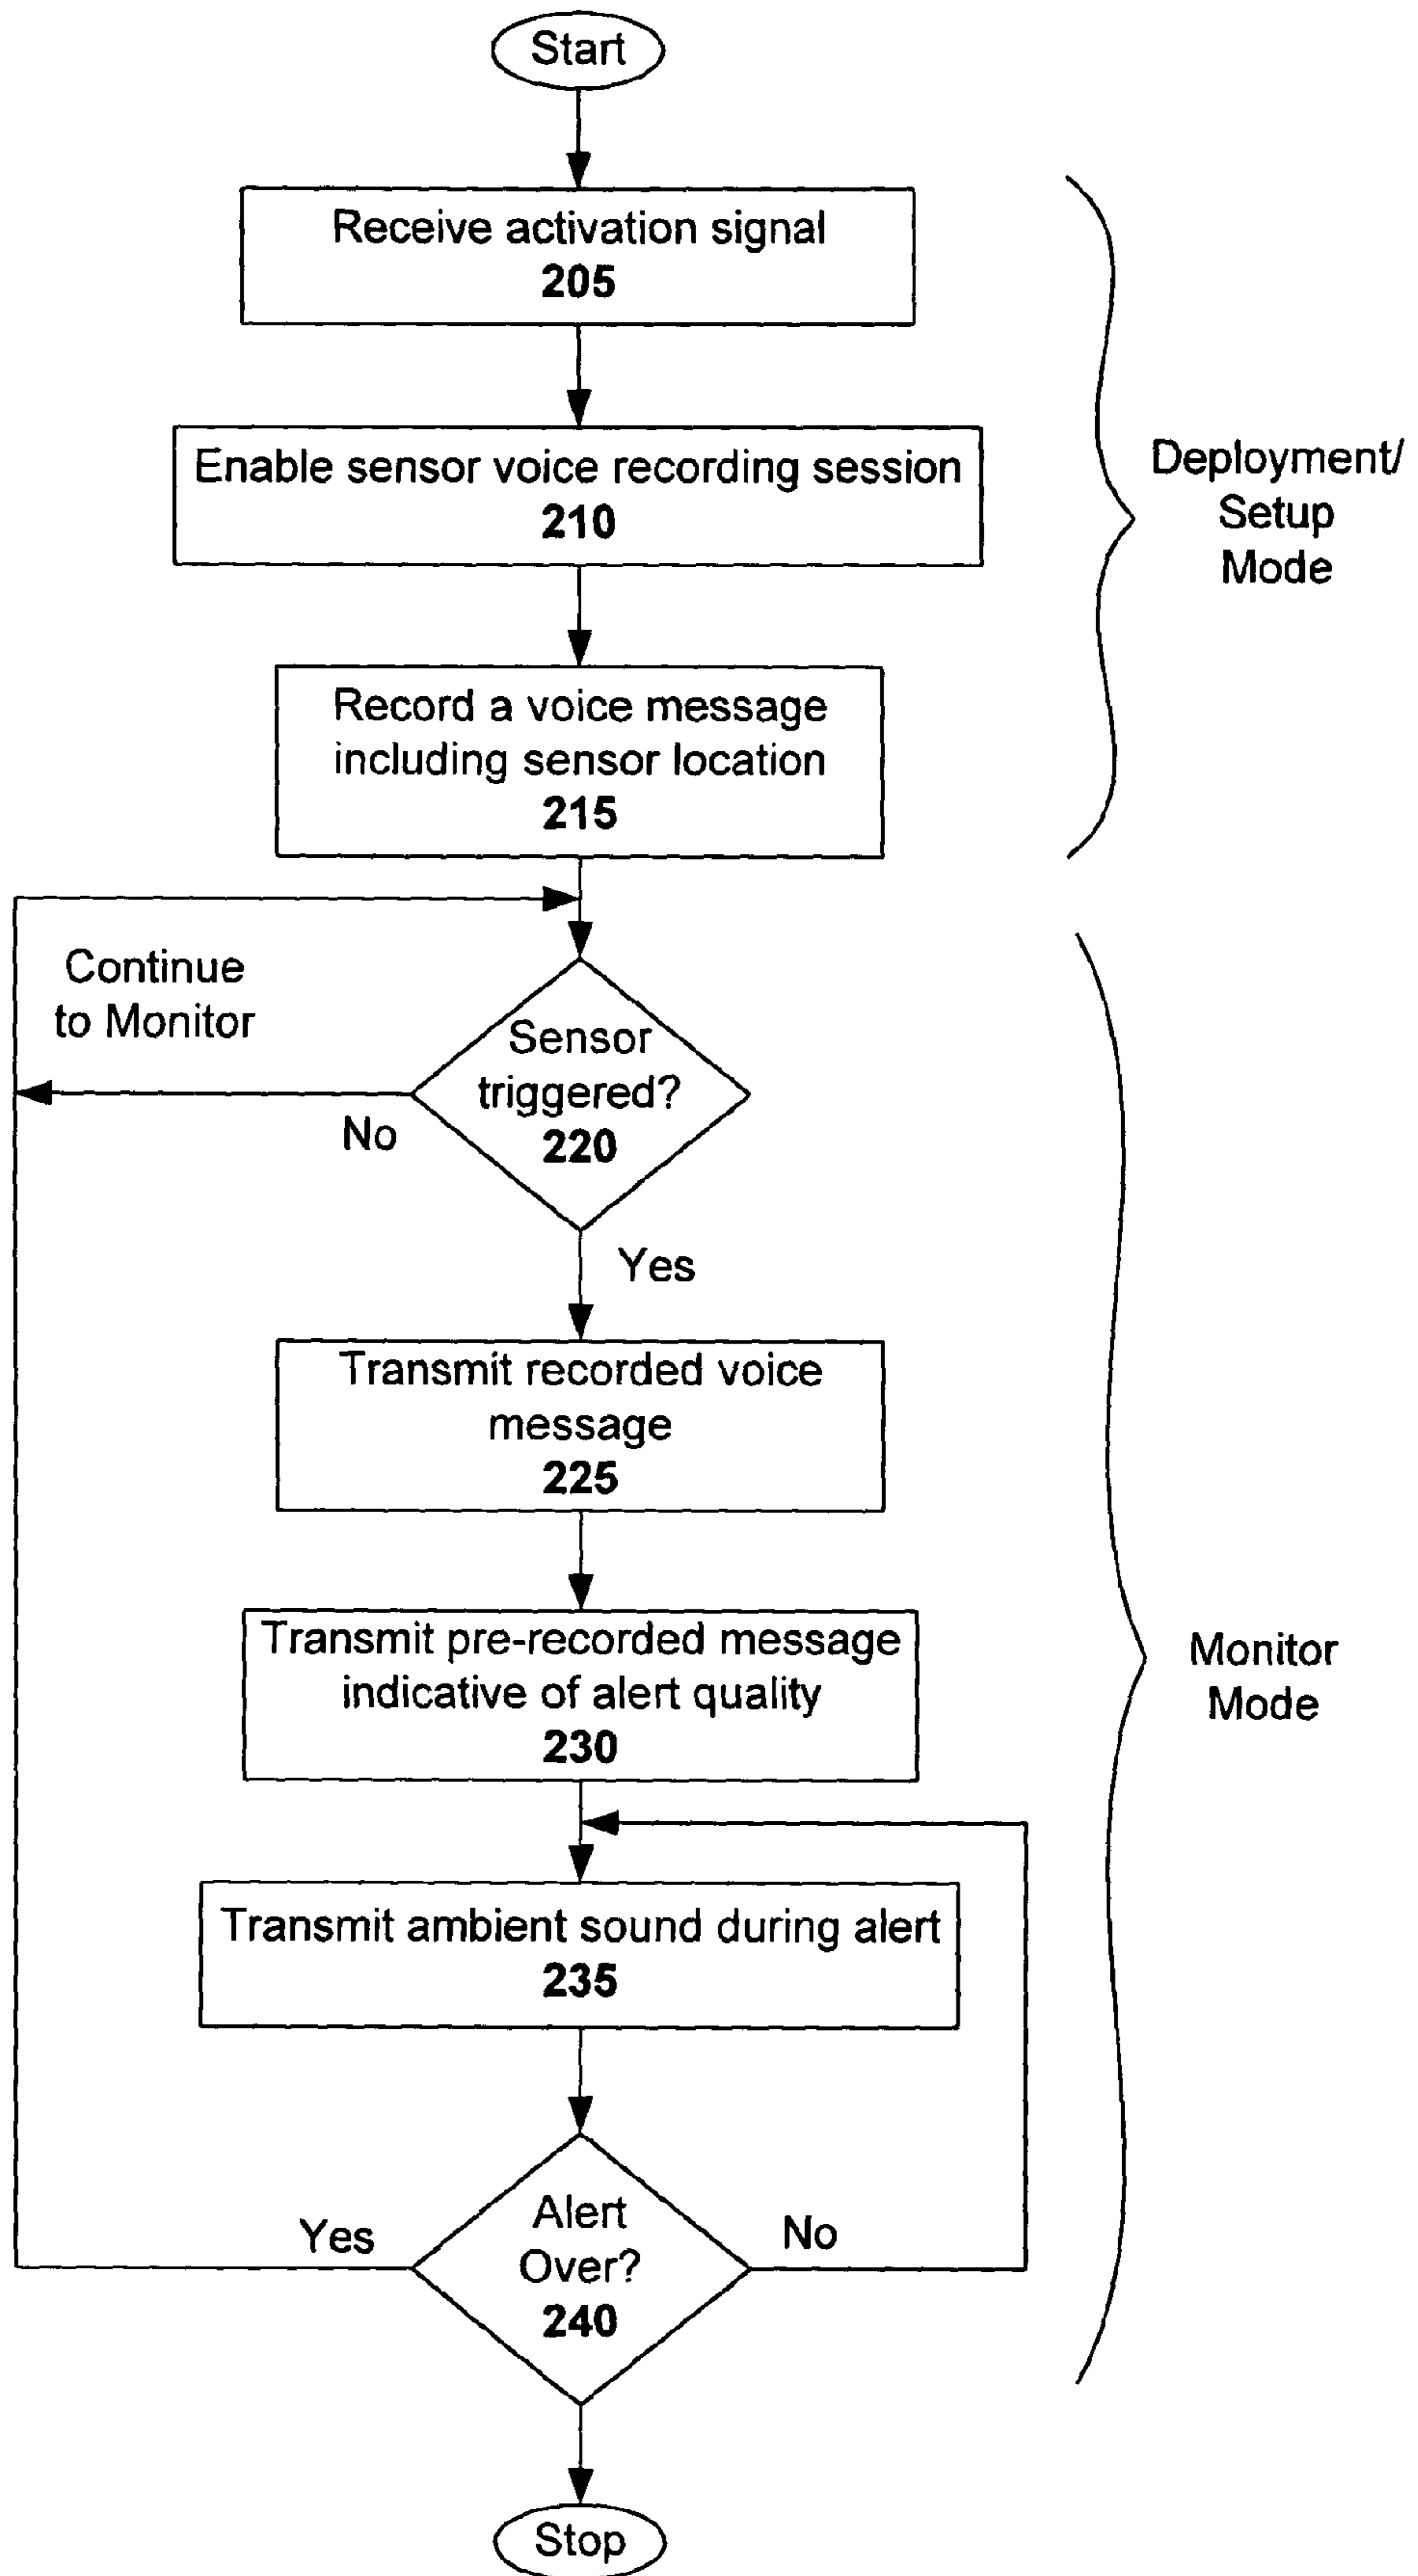 Start
Receive activation signal
205
Enable sensor voice recording session
210
Deployment/
Setup
Mode
Record a voice message
including sensor location
215
Continue
to Monitor
Sensor
triggered?
220
No
Yes
Transmit recorded voice
message
225
Transmit pre-recorded message
indicative of alert quality
230
Monitor
Mode
Transmit ambient sound during alert
235
Alert
Over?
240
Yes
No
Stop